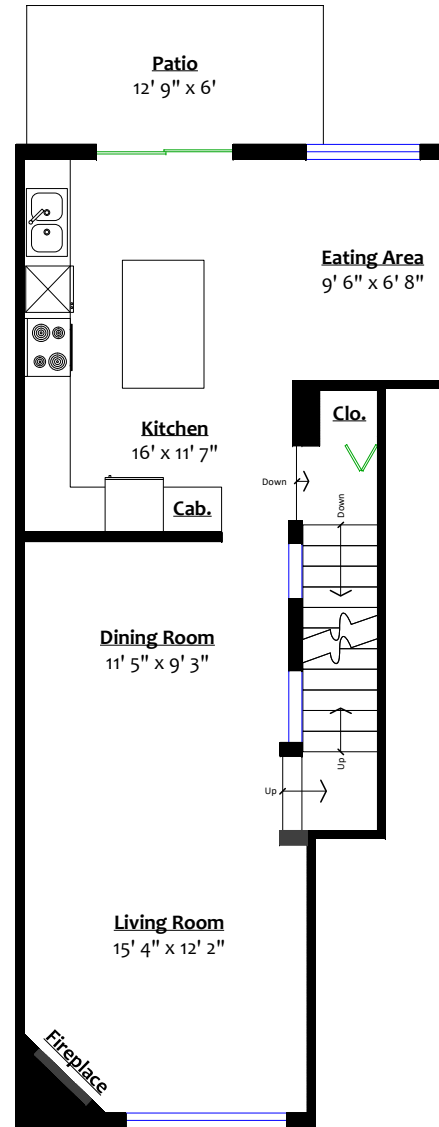 Patio
12' 9" x 6'
Eating Area
9' 6" x 6' 8"
Clo.
Kitchen
16' x 11' 7"
Down
Cab.
Down
Dining Room
11' 5" x 9' 3"
Up
Up
Living Room
15' 4" x 12' 2"
Fireplace